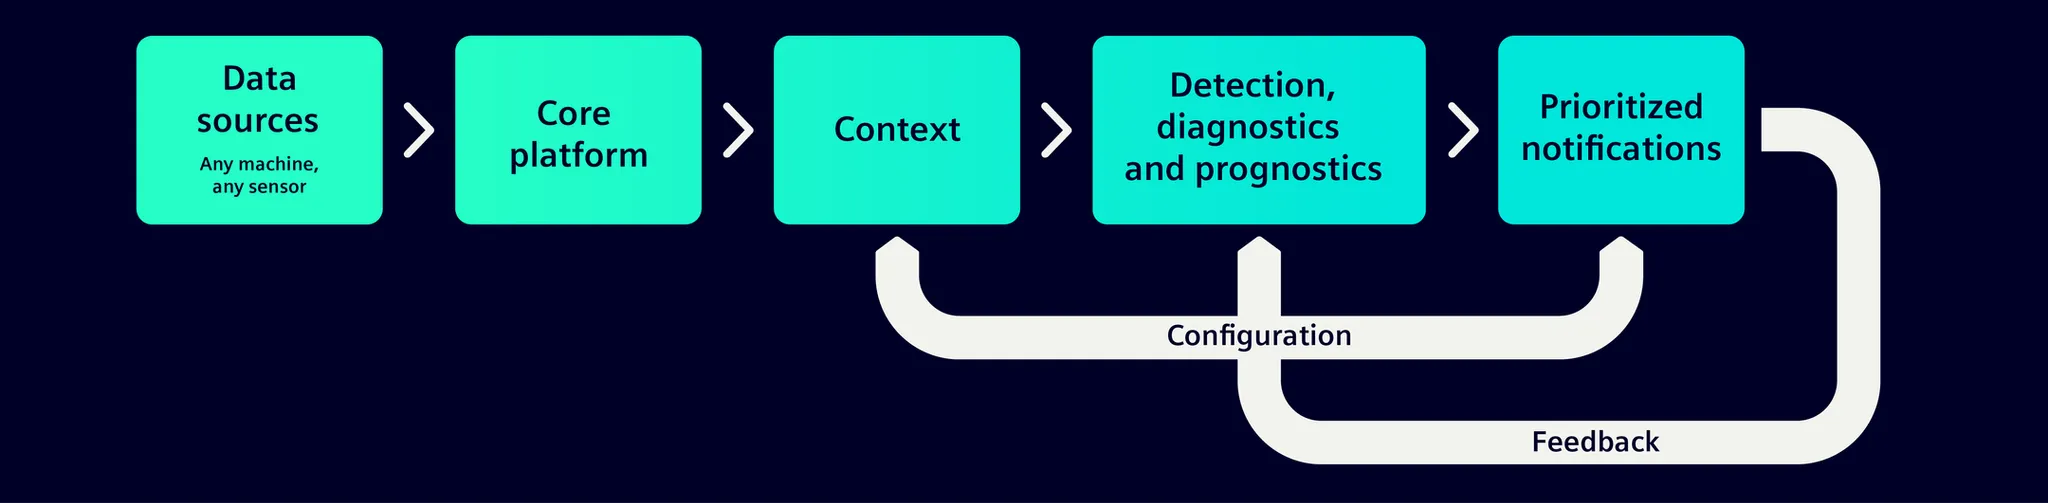 Data
sources
Any machine,
any sensor
Core
platform
Context
Detection,
diagnostics
and prognostics
Prioritized
notifications
Configuration
Feedback